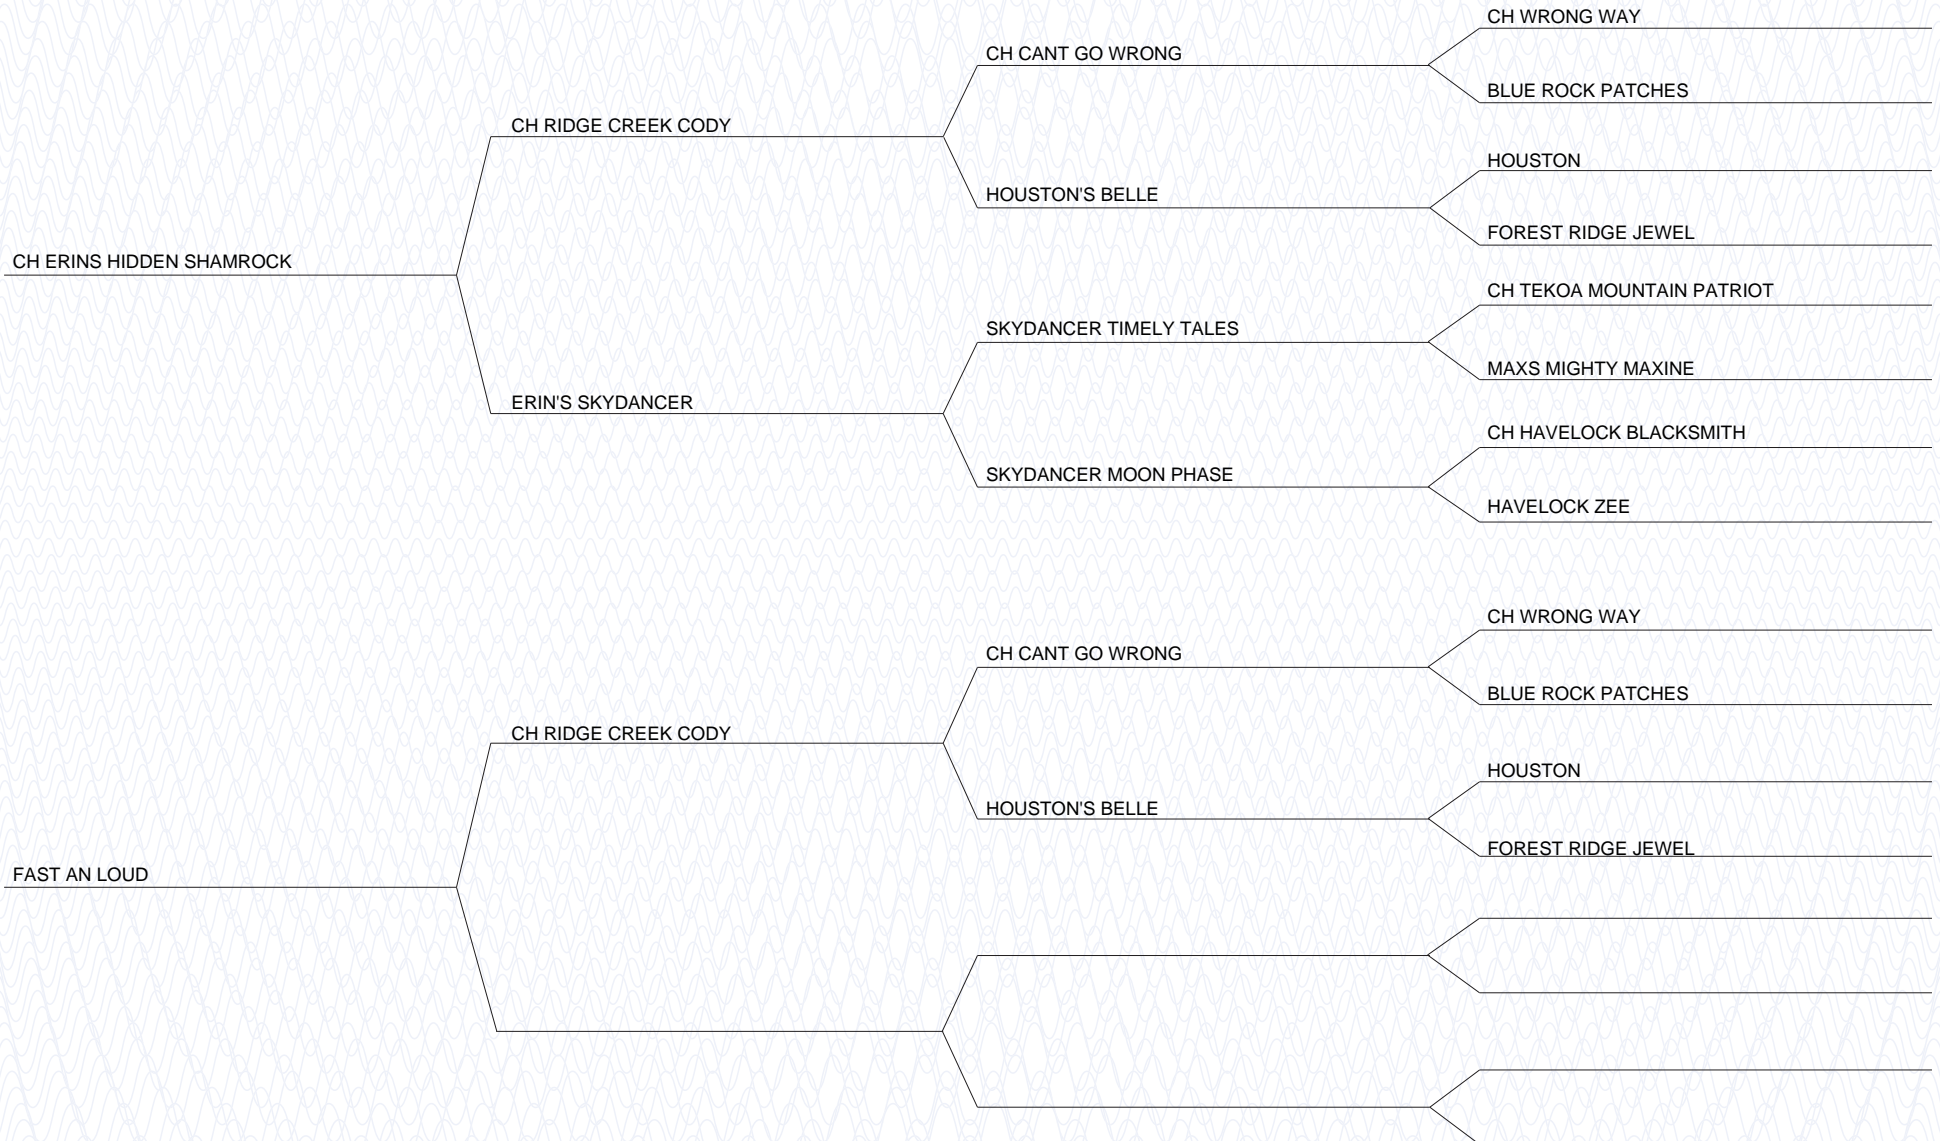 CH WRONG WAY
CH CANT GO WRONG
BLUE ROCK PATCHES
CH RIDGE CREEK CODY
HOUSTON
HOUSTON'S BELLE
FOREST RIDGE JEWEL
CH ERINS HIDDEN SHAMROCK
CH TEKOA MOUNTAIN PATRIOT
SKYDANCER TIMELY TALES
MAXS MIGHTY MAXINE
ERIN'S SKYDANCER
CH HAVELOCK BLACKSMITH
SKYDANCER MOON PHASE
HAVELOCK ZEE
CH WRONG WAY
CH CANT GO WRONG
BLUE ROCK PATCHES
CH RIDGE CREEK CODY
HOUSTON
HOUSTON'S BELLE
FOREST RIDGE JEWEL
FAST AN LOUD